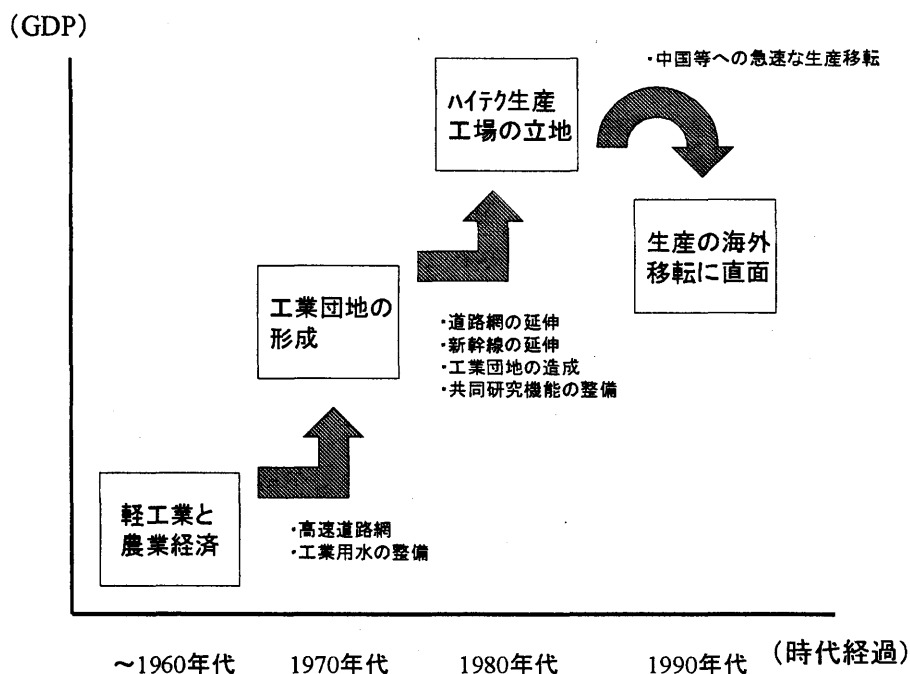 （GDP）
・中国等への急速な生産移転
ハイテク生産
工場の立地
生産の海外
移転に直面
工業団地の
形成
・道路網の延伸
・新幹線の延伸
・工業団地の造成
・共同研究機能の整備
軽工業と
農業経済
・高速道路網
・工業用水の整備
～1960年代
1970年代
1980年代
1990年代
（時代経過）